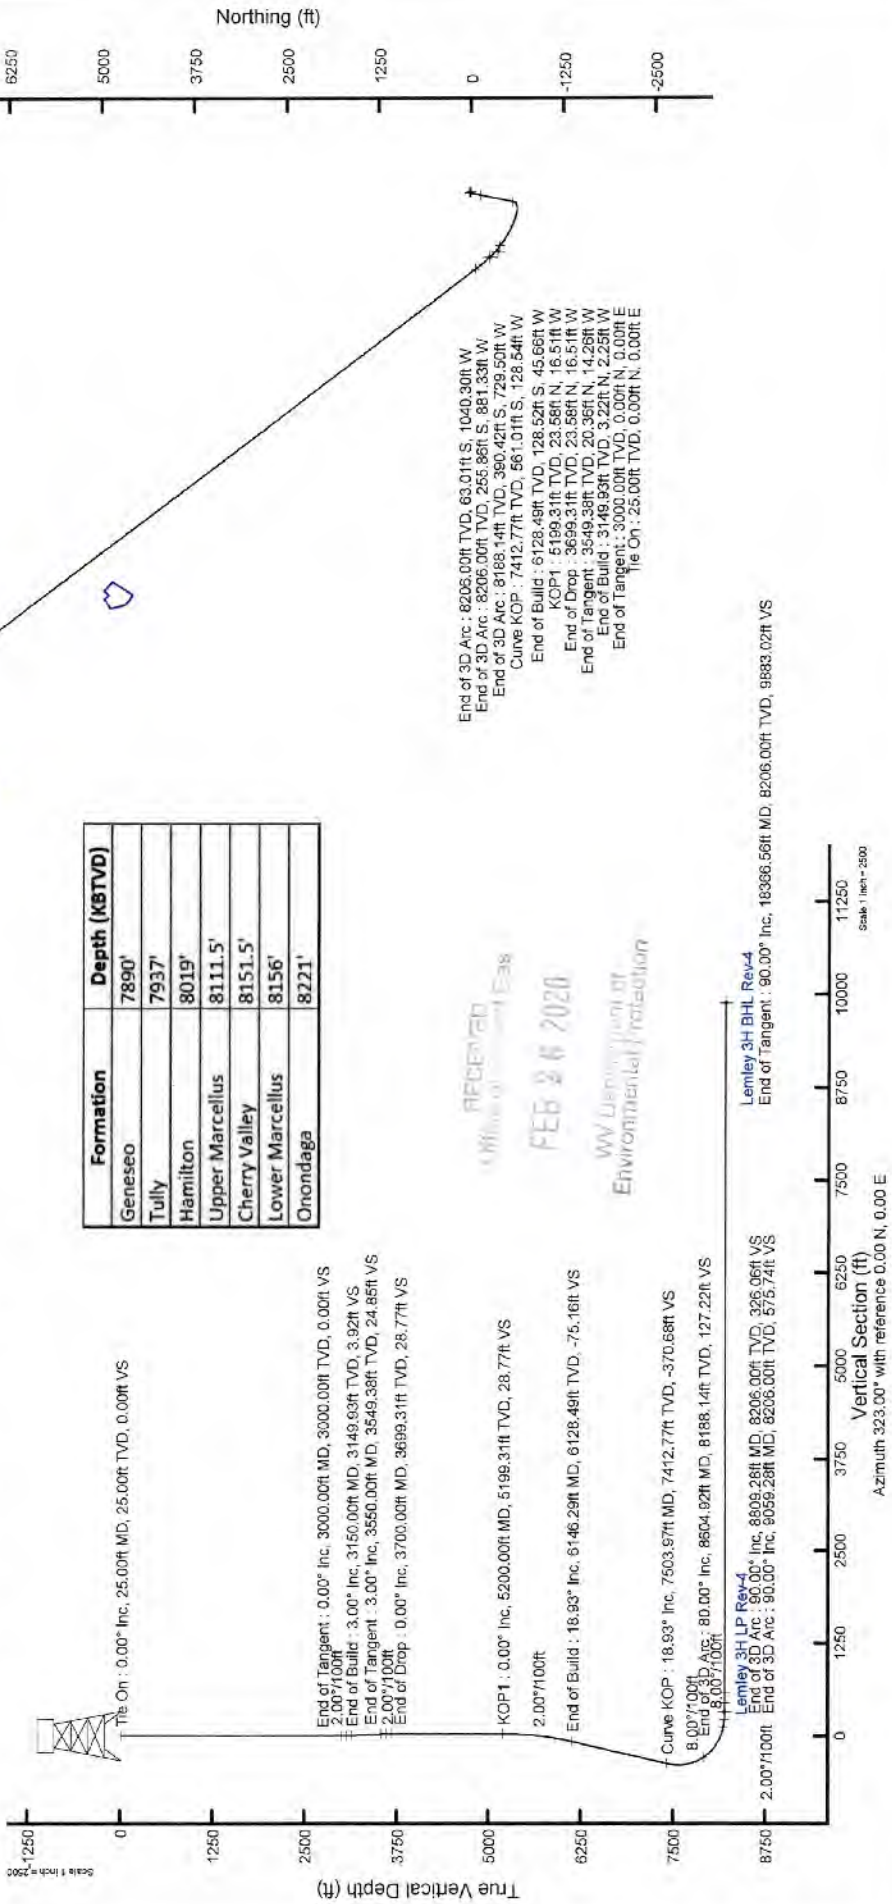 Northing (ft)
6250
5000
3750
2500
1250
0
-1250
-2500
End of 3D Arc : 8206.00ft TVD, 63.01ft S, 1040.30ft W
End of 3D Arc : 8206.00ft TVD, 255.86ft S, 881.33ft W
End of 3D Arc : 8188.14ft TVD, 390.42ft S, 729.50ft W
Curve KOP : 7412.77ft TVD, 561.01ft S, 128.54ft W
End of Build : 6128.49ft TVD, 128.52ft S, 45.66ft W
KOP1 : 5199.31ft TVD, 23.58ft N, 16.51ft W
End of Drop : 3699.31ft TVD, 23.58ft N, 16.51ft W
End of Tangent : 3549.38ft TVD, 20.36ft N, 14.26ft W
End of Build : 3149.93ft TVD, 3.22ft N, 2.25ft W
End of Tangent : 3000.00ft TVD, 0.00ft N, 0.00ft E
Tie On : 25.00ft TVD, 0.00ft N, 0.00ft E
Formation Depth (KBTVD)
Geneseo 7890'
Tully 7937'
Hamilton 8019'
Upper Marcellus 8111.5'
Cherry Valley 8151.5'
Lower Marcellus 8156'
Onondaga 8221'
RECEIVED
Office of Oil and Gas
FEB 26 2020
WV Department of
Environmental Protection
Scale 1 inch = 2500
True Vertical Depth (ft)
-1250
0
1250
2500
3750
5000
6250
7500
8750
Tie On : 0.00° Inc, 25.00ft MD, 25.00ft TVD, 0.00ft VS
End of Tangent : 0.00° Inc, 3000.00ft MD, 3000.00ft TVD, 0.00ft VS
2.00°/100ft
End of Build : 3.00° Inc, 3150.00ft MD, 3149.93ft TVD, 3.92ft VS
End of Tangent : 3.00° Inc, 3550.00ft MD, 3549.38ft TVD, 24.85ft VS
2.00°/100ft
End of Drop : 0.00° Inc, 3700.00ft MD, 3699.31ft TVD, 28.77ft VS
KOP1 : 0.00° Inc, 5200.00ft MD, 5199.31ft TVD, 28.77ft VS
2.00°/100ft
End of Build : 18.93° Inc, 6146.29ft MD, 6128.49ft TVD, -75.16ft VS
Curve KOP : 18.93° Inc, 7503.97ft MD, 7412.77ft TVD, -370.68ft VS
8.00°/100ft
End of 3D Arc : 80.00° Inc, 8604.92ft MD, 8188.14ft TVD, 127.22ft VS
8.00°/100ft
Lemley 3H LP Rev-4
End of 3D Arc : 90.00° Inc, 8809.28ft MD, 8206.00ft TVD, 326.06ft VS
2.00°/100ft
End of 3D Arc : 90.00° Inc, 9059.28ft MD, 8206.00ft TVD, 575.74ft VS
Lemley 3H BHL Rev-4
End of Tangent : 90.00° Inc, 18366.56ft MD, 8206.00ft TVD, 9883.02ft VS
0
1250
2500
3750
5000
6250
7500
8750
10000
11250
Vertical Section (ft)
Azimuth 323.00° with reference 0.00 N, 0.00 E
Scale 1 inch = 2500